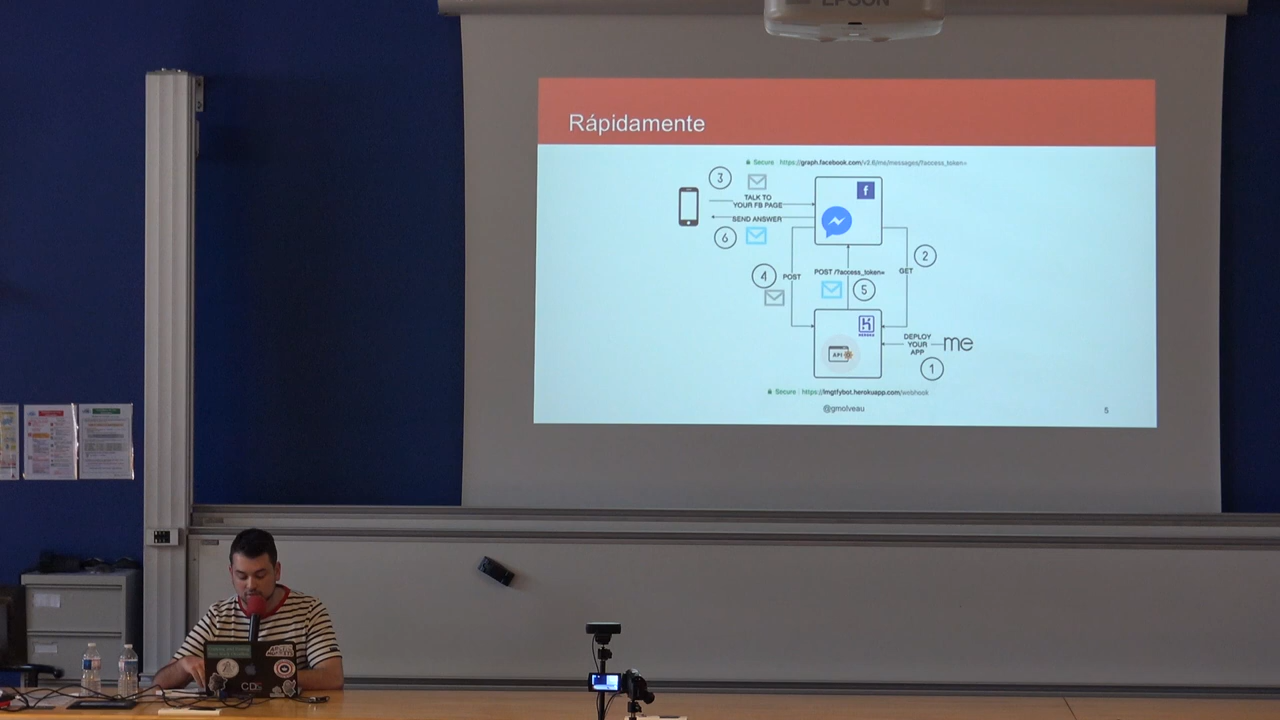 EPSON
Rápidamente
Secure https://graph.facebook.com/v2.6/me/messages/?access_token=
3
TALK TO
YOUR FB PAGE
SEND ANSWER
6
f
2
4
POST
POST /?access_token=
GET
5
HEROKU
API
DEPLOY
YOUR
APP
me
1
Secure https://lmgtfybot.herokuapp.com/webhook
@gmolveau
5